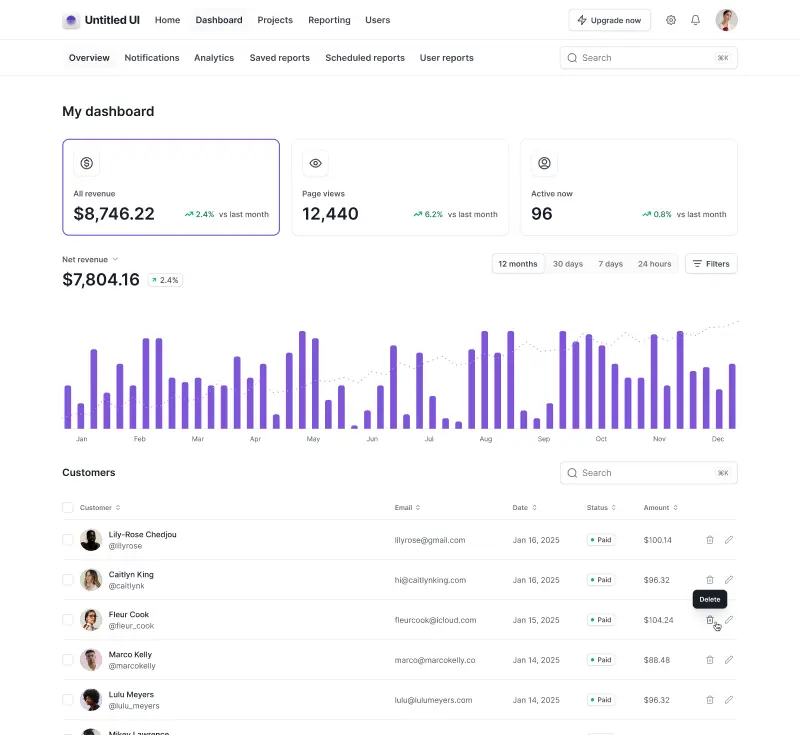 Untitled UI Home Dashboard Projects Reporting Users Upgrade now
Overview Notifications Analytics Saved reports Scheduled reports User reports Search ⌘K
My dashboard
All revenue
$8,746.22 2.4% vs last month
Page views
12,440 6.2% vs last month
Active now
96 0.8% vs last month
Net revenue
$7,804.16 2.4%
12 months 30 days 7 days 24 hours Filters
Jan Feb Mar Apr May Jun Jul Aug Sep Oct Nov Dec
Customers Search ⌘K
Customer Email Date Status Amount
Lily-Rose Chedjou
@lilyrose
lilyrose@gmail.com Jan 16, 2025 Paid $100.14
Caitlyn King
@caitlynk
hi@caitlynking.com Jan 16, 2025 Paid $96.32
Delete
Fleur Cook
@fleur_cook
fleurcook@icloud.com Jan 15, 2025 Paid $104.24
Marco Kelly
@marcokelly
marco@marcokelly.co Jan 14, 2025 Paid $88.48
Lulu Meyers
@lulu_meyers
lulu@lulumeyers.com Jan 14, 2025 Paid $96.32
Mikey Lawrence